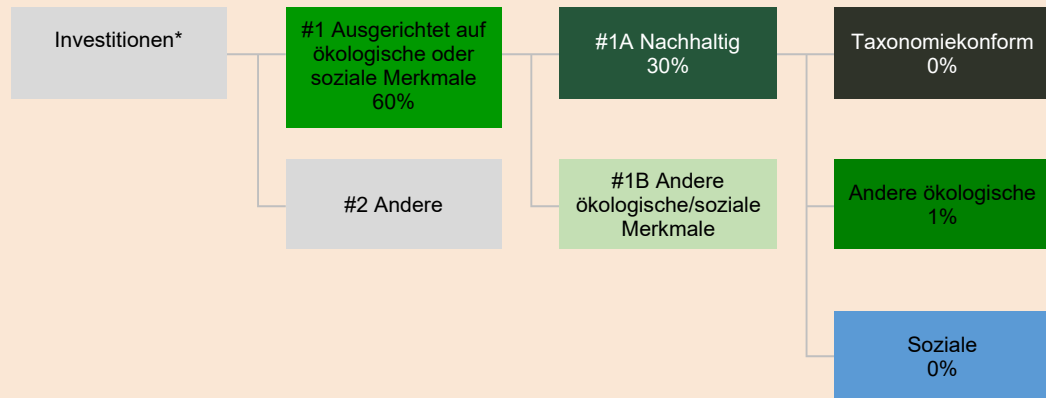 Investitionen*
#1 Ausgerichtet auf
ökologische oder
soziale Merkmale
60%
#1A Nachhaltig
30%
Taxonomiekonform
0%
#2 Andere
#1B Andere
ökologische/soziale
Merkmale
Andere ökologische
1%
Soziale
0%